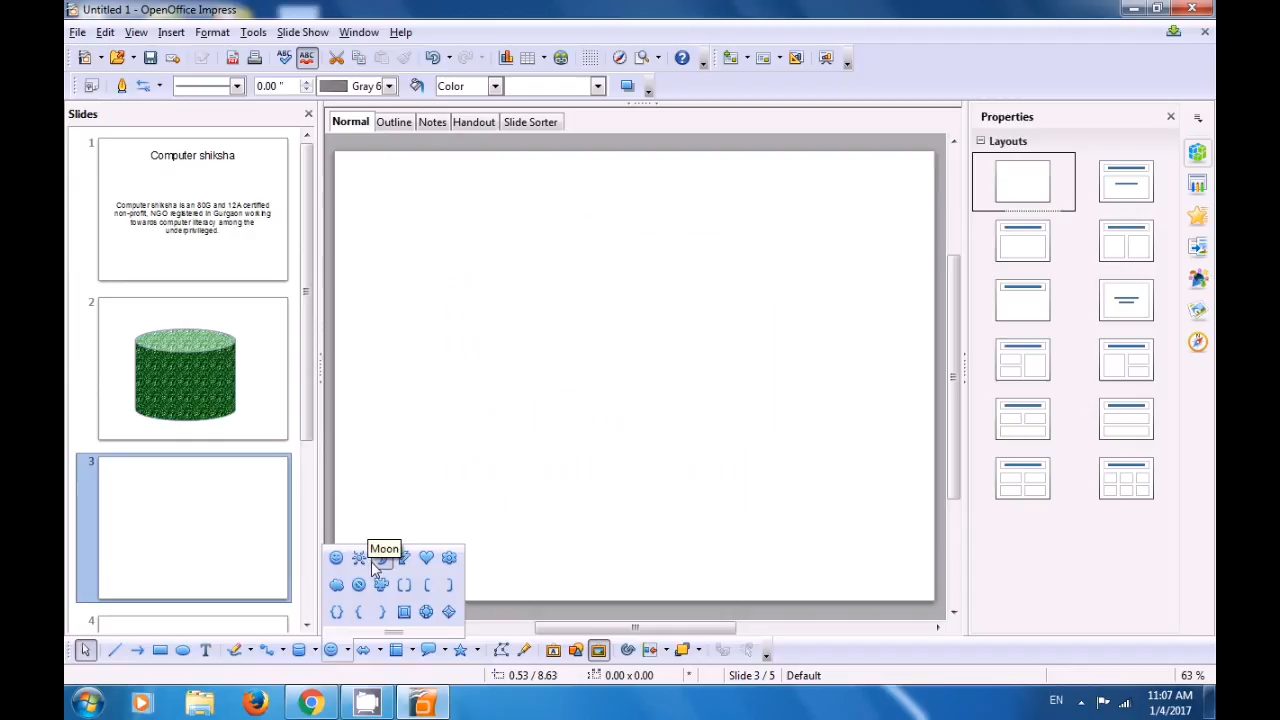 Untitled 1 - OpenOffice Impress
File Edit View Insert Format Tools Slide Show Window Help
ABC ABC
0.00 " Gray 6 Color
Slides
Normal Outline Notes Handout Slide Sorter
Properties
Layouts
1
Computer shiksha
Computer shiksha is an 80G and 12A certified
non-profit, NGO registered in Gurgaon working
towards computer literacy among the
underprivileged.
2
3
4
Moon
T
0.53 / 8.63 0.00 x 0.00 * Slide 3 / 5 Default 63 %
EN 11:07 AM
1/4/2017